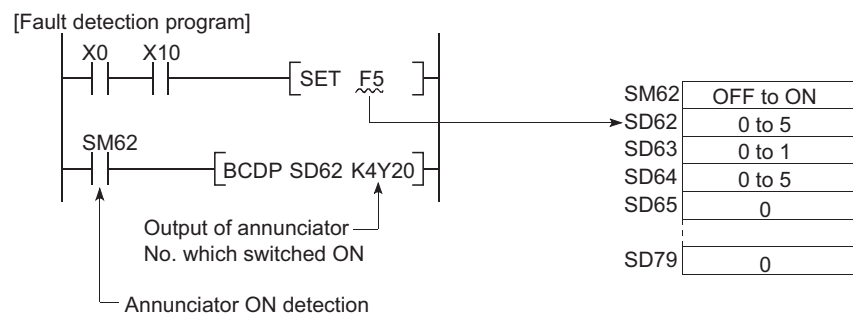 [Fault detection program]
X0 X10
SET F5
SM62
BCDP SD62 K4Y20
Output of annunciator
No. which switched ON
Annunciator ON detection
SM62 OFF to ON
SD62 0 to 5
SD63 0 to 1
SD64 0 to 5
SD65 0
SD79 0